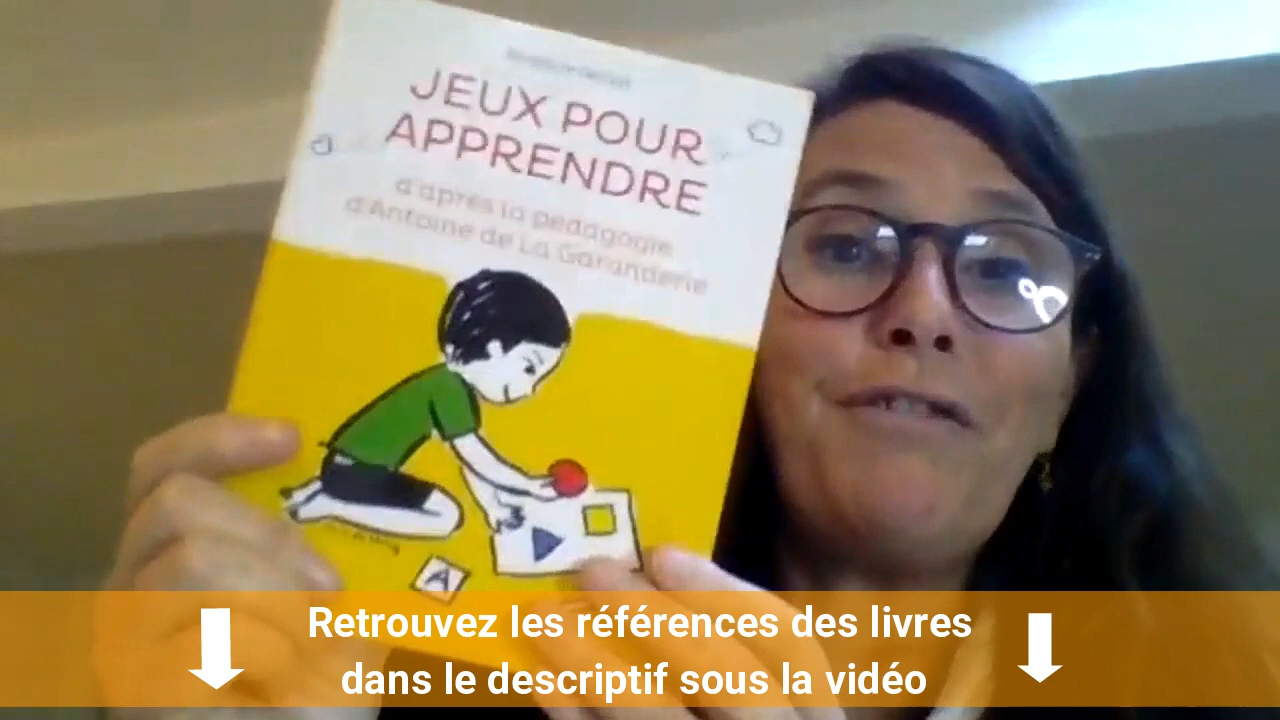 JEUX POUR
APPRENDRE
d'après la pédagogie
d'Antoine de La Garanderie
A
Retrouvez les références des livres
dans le descriptif sous la vidéo